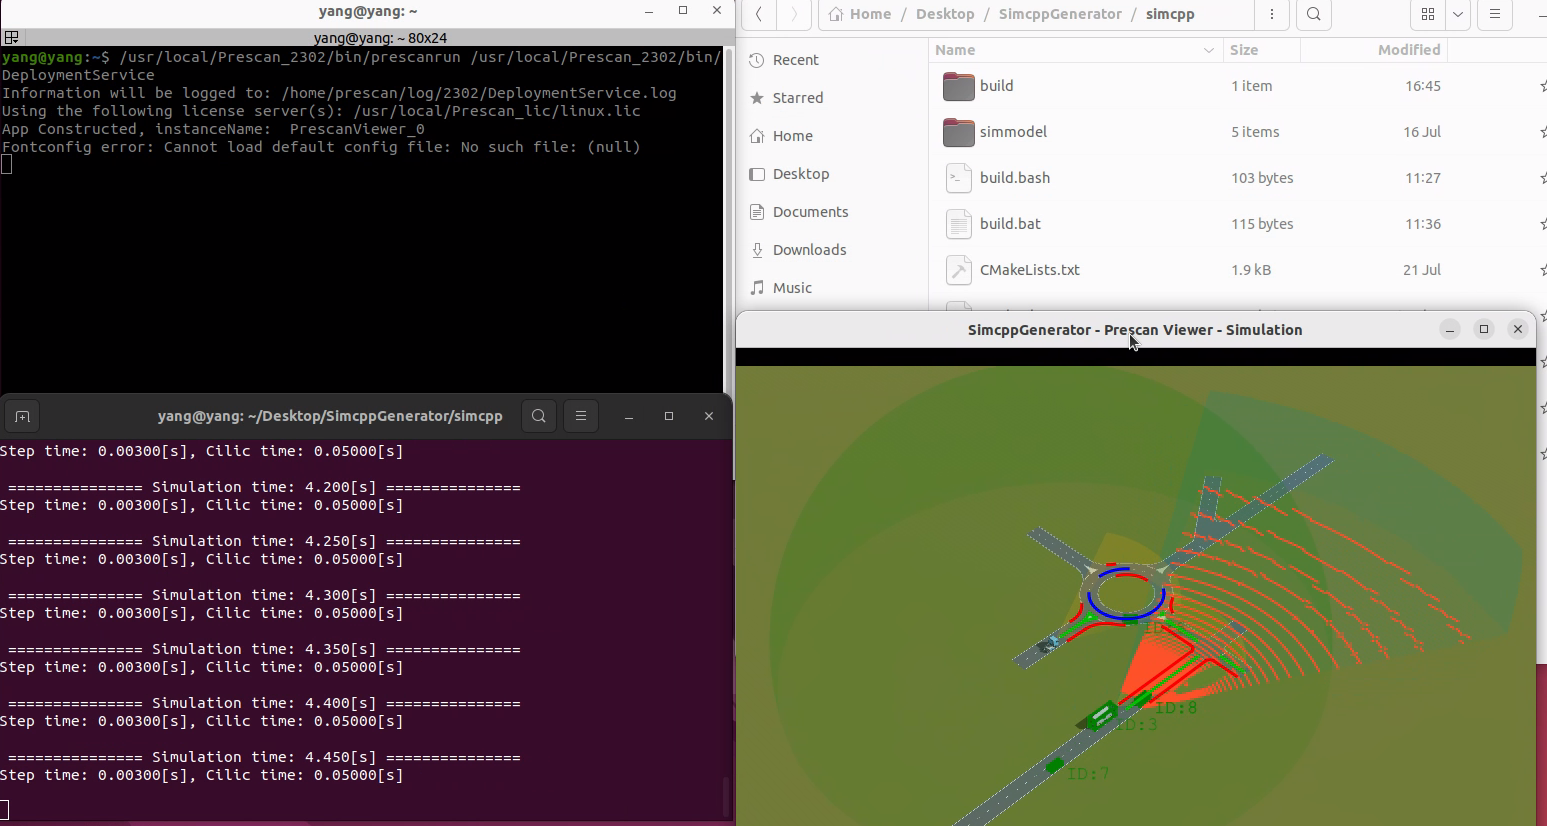 yang@yang: ~
yang@yang: ~ 80x24
yang@yang:~$ /usr/local/Prescan_2302/bin/prescanrun /usr/local/Prescan_2302/bin/
DeploymentService
Information will be logged to: /home/prescan/log/2302/DeploymentService.log
Using the following license server(s): /usr/local/Prescan_lic/linux.lic
App Constructed, instanceName:  PrescanViewer_0
Fontconfig error: Cannot load default config file: No such file: (null)
Home / Desktop / SimcppGenerator / simcpp
Name Size Modified
Recent
Starred
Home
Desktop
Documents
Downloads
Music
build 1 item 16:45
simmodel 5 items 16 Jul
build.bash 103 bytes 11:27
build.bat 115 bytes 11:36
CMakeLists.txt 1.9 kB 21 Jul
yang@yang: ~/Desktop/SimcppGenerator/simcpp
Step time: 0.00300[s], Cilic time: 0.05000[s]
=============== Simulation time: 4.200[s] ===============
Step time: 0.00300[s], Cilic time: 0.05000[s]
=============== Simulation time: 4.250[s] ===============
Step time: 0.00300[s], Cilic time: 0.05000[s]
=============== Simulation time: 4.300[s] ===============
Step time: 0.00300[s], Cilic time: 0.05000[s]
=============== Simulation time: 4.350[s] ===============
Step time: 0.00300[s], Cilic time: 0.05000[s]
=============== Simulation time: 4.400[s] ===============
Step time: 0.00300[s], Cilic time: 0.05000[s]
=============== Simulation time: 4.450[s] ===============
Step time: 0.00300[s], Cilic time: 0.05000[s]
SimcppGenerator - Prescan Viewer - Simulation
ID:8
ID:3
ID:7